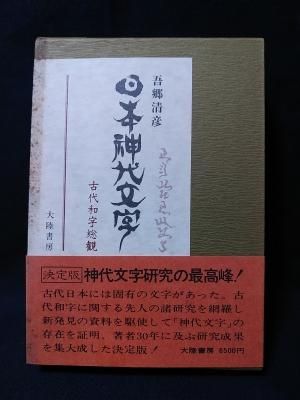 吾郷清彦
日本神代文字
古代和字総観
大陸書房
決定版 神代文字研究の最高峰!
古代日本には固有の文字があった。古
代和字に関する先人の諸研究を網羅し
新発見の資料を駆使して「神代文字」の
存在を証明、著者30年に及ぶ研究成果
を集大成した決定版!
大陸書房 6500円